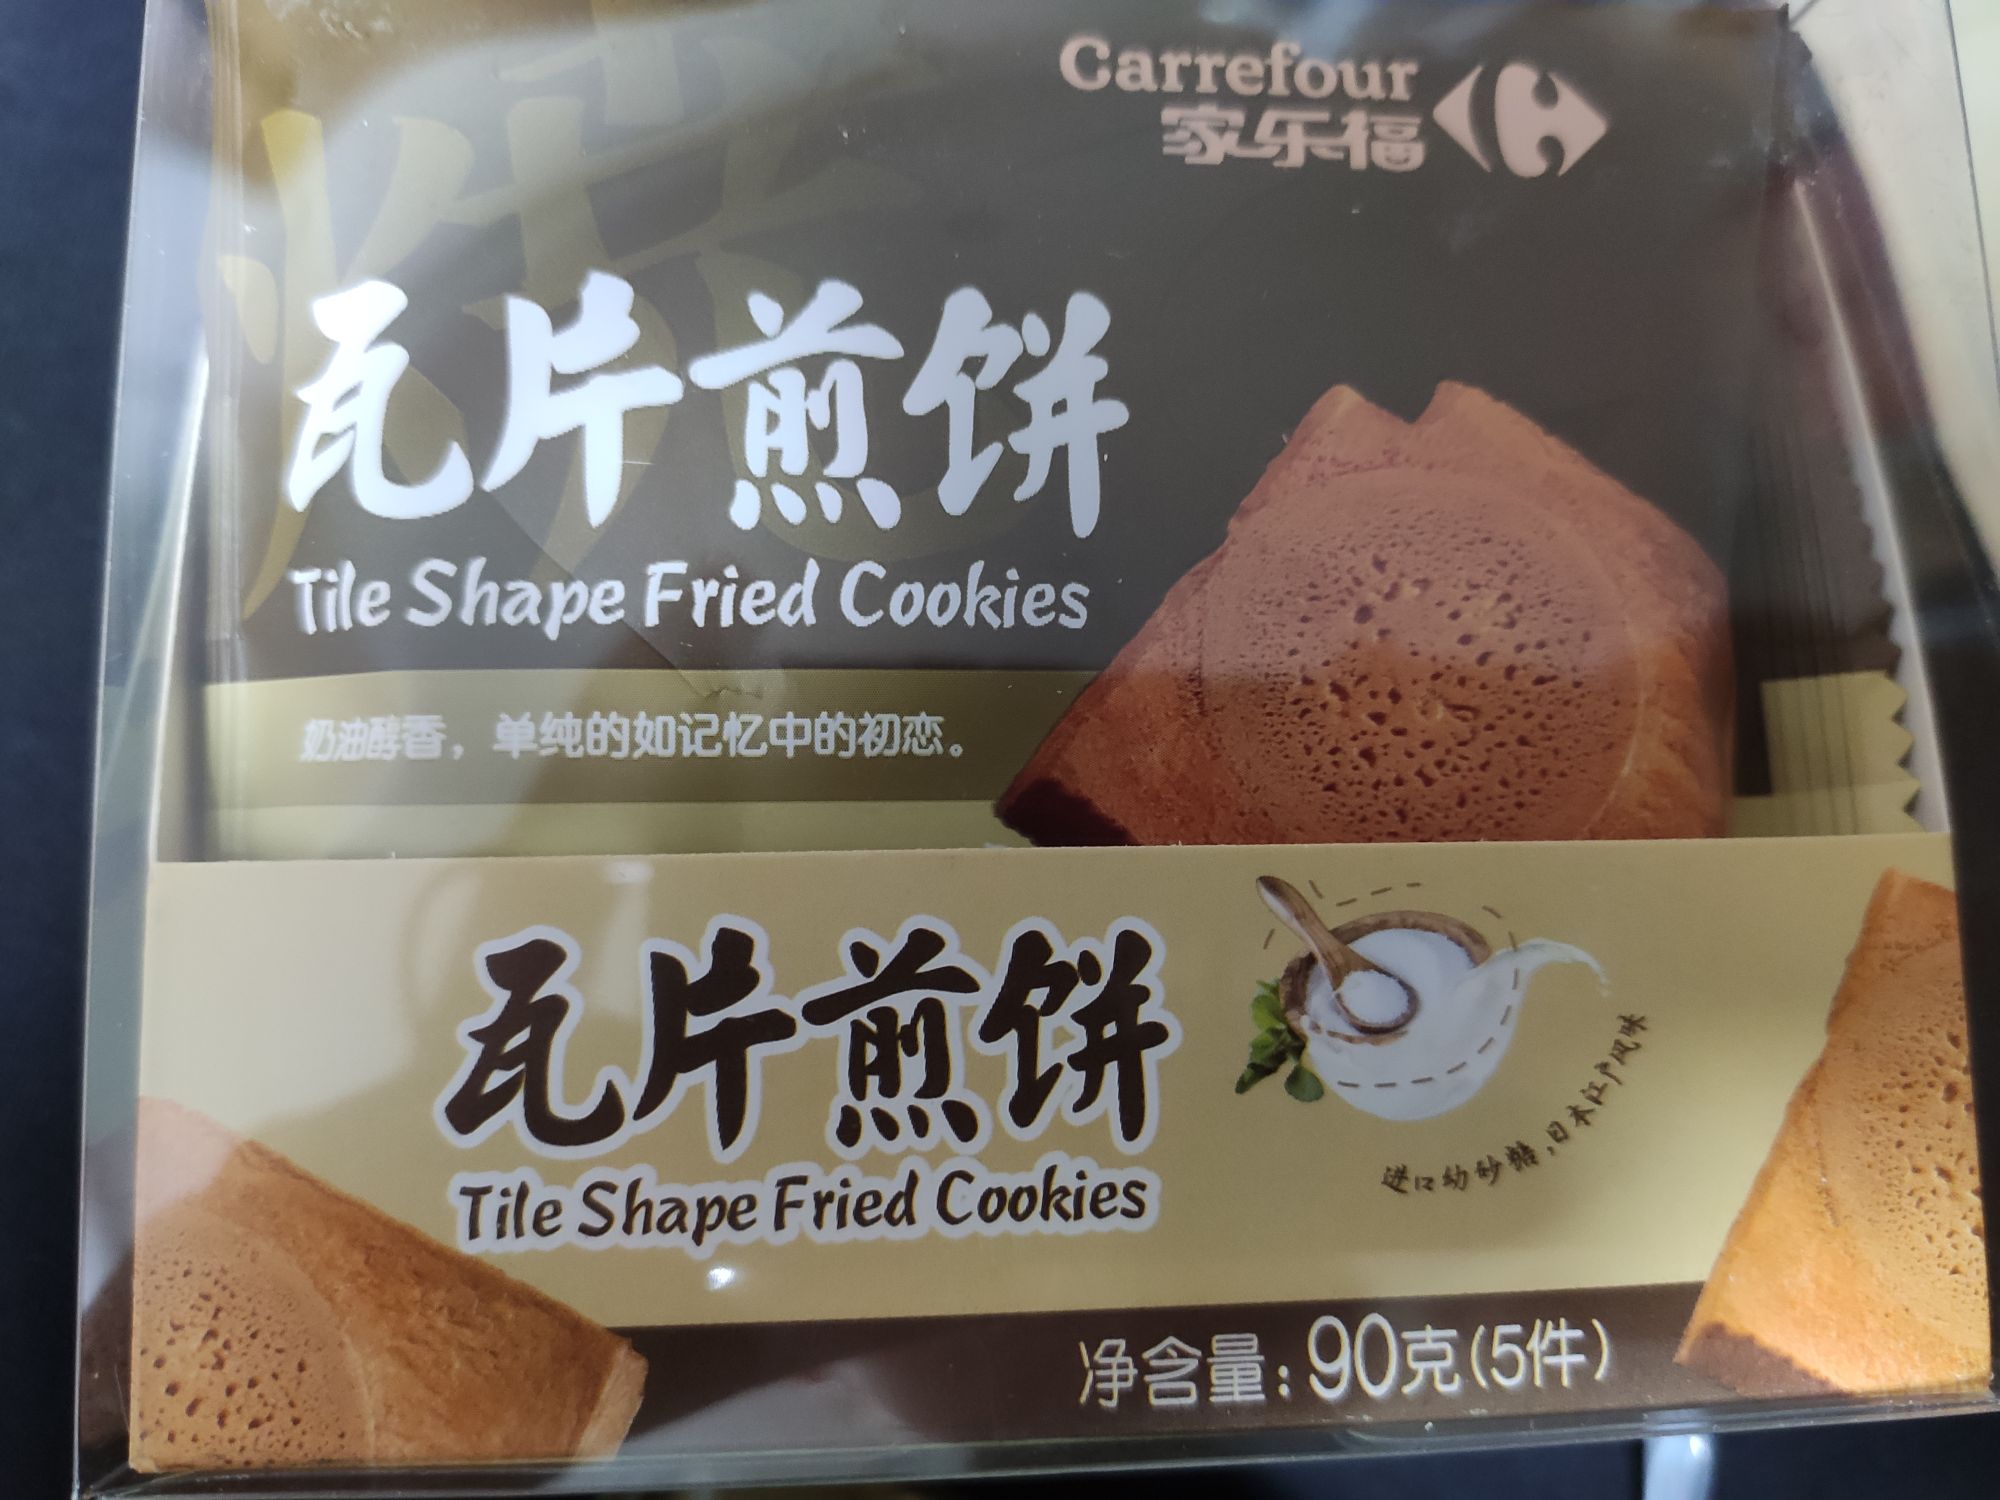 Carrefour
家乐福
瓦片煎饼
Tile Shape Fried Cookies
奶油醇香，单纯的如记忆中的初恋。
瓦片煎饼
Tile Shape Fried Cookies
进口幼砂糖，日本江户风味
净含量：90克(5件)